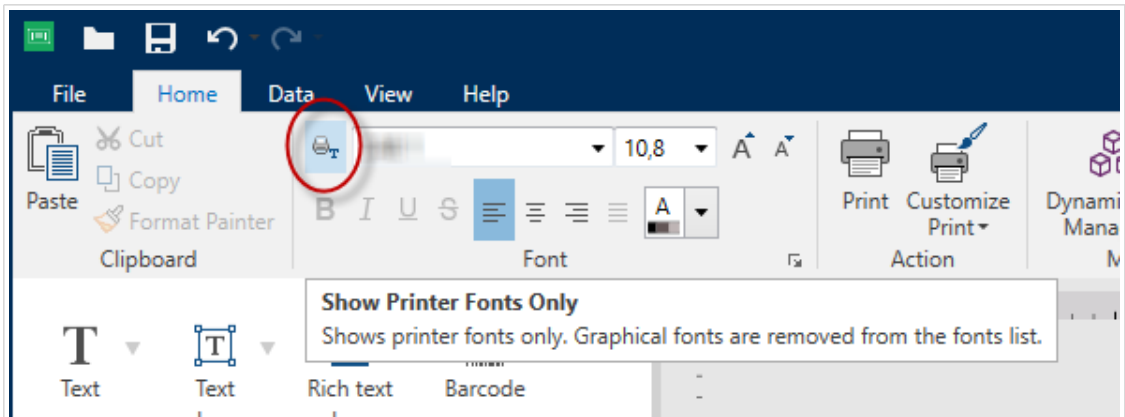 File Home Data View Help
Cut
10,8 A A
Copy
Paste
Format Painter
B I U S A
Print Customize
Print
Dynami
Mana
Clipboard Font Action M
Show Printer Fonts Only
Shows printer fonts only. Graphical fonts are removed from the fonts list.
T T
Text Text Rich text Barcode